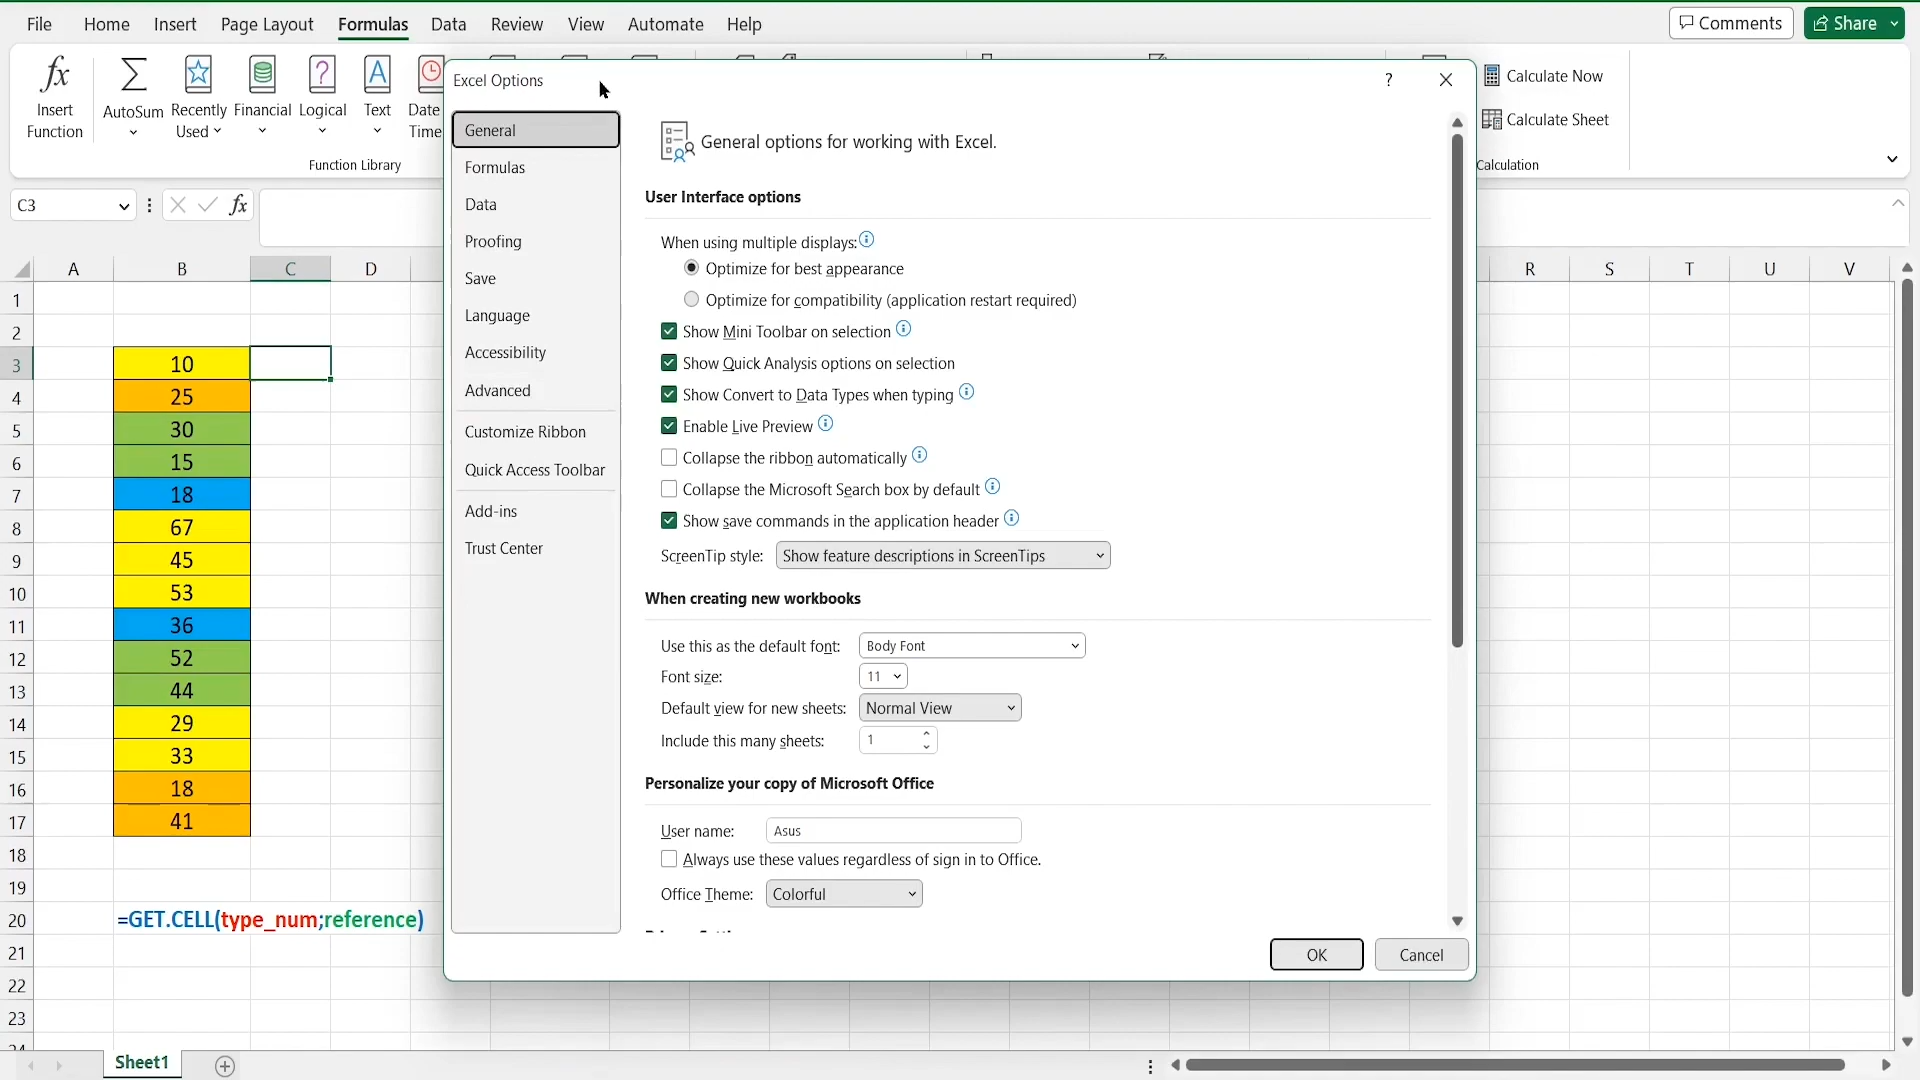 File Home Insert Page Layout Formulas Data Review View Automate Help Comments Share
Insert Function
AutoSum
Recently Used
Financial
Logical
Text
Date Time
Function Library
Calculate Now
Calculate Sheet
Calculation
C3
fx
A B C D R S T U V
1
2
3 10
4 25
5 30
6 15
7 18
8 67
9 45
10 53
11 36
12 52
13 44
14 29
15 33
16 18
17 41
18
19
20 =GET.CELL(type_num;reference)
21
22
23
Excel Options ?
General
Formulas
Data
Proofing
Save
Language
Accessibility
Advanced
Customize Ribbon
Quick Access Toolbar
Add-ins
Trust Center
General options for working with Excel.
User Interface options
When using multiple displays:
Optimize for best appearance
Optimize for compatibility (application restart required)
Show Mini Toolbar on selection
Show Quick Analysis options on selection
Show Convert to Data Types when typing
Enable Live Preview
Collapse the ribbon automatically
Collapse the Microsoft Search box by default
Show save commands in the application header
ScreenTip style: Show feature descriptions in ScreenTips
When creating new workbooks
Use this as the default font: Body Font
Font size: 11
Default view for new sheets: Normal View
Include this many sheets: 1
Personalize your copy of Microsoft Office
User name: Asus
Always use these values regardless of sign in to Office.
Office Theme: Colorful
OK Cancel
Sheet1